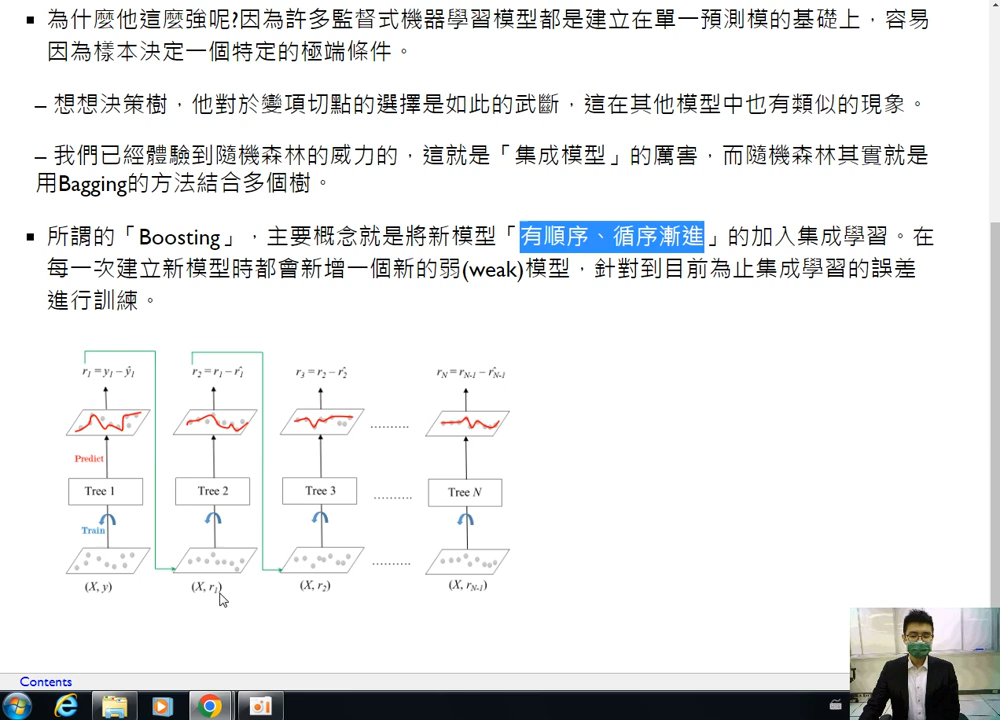 ▪ 為什麼他這麼強呢?因為許多監督式機器學習模型都是建立在單一預測模的基礎上，容易
因為樣本決定一個特定的極端條件。
– 想想決策樹，他對於變項切點的選擇是如此的武斷，這在其他模型中也有類似的現象。
– 我們已經體驗到隨機森林的威力的，這就是「集成模型」的厲害，而隨機森林其實就是
用Bagging的方法結合多個樹。
▪ 所謂的「Boosting」，主要概念就是將新模型「有順序、循序漸進」的加入集成學習。在
每一次建立新模型時都會新增一個新的弱(weak)模型，針對到目前為止集成學習的誤差
進行訓練。
r₁ = y₁ − ŷ₁ r₂ = r₁ − r̂₁ r₃ = r₂ − r̂₂ r_N = r_N-1 − r̂_N-1
Predict
Tree 1 Tree 2 Tree 3 Tree N
Train
(X, y) (X, r₁) (X, r₂) (X, r_N-1)
Contents